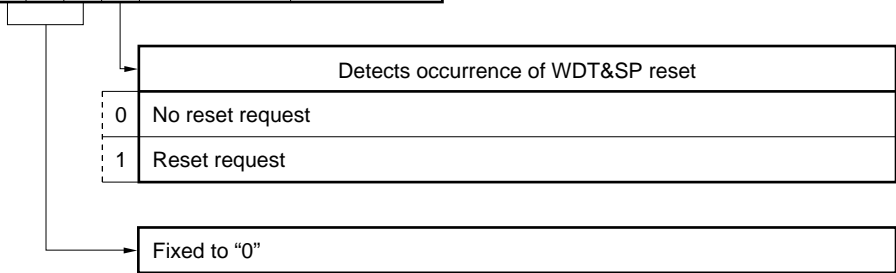 Detects occurrence of WDT&SP reset
0 No reset request
1 Reset request
Fixed to “0”